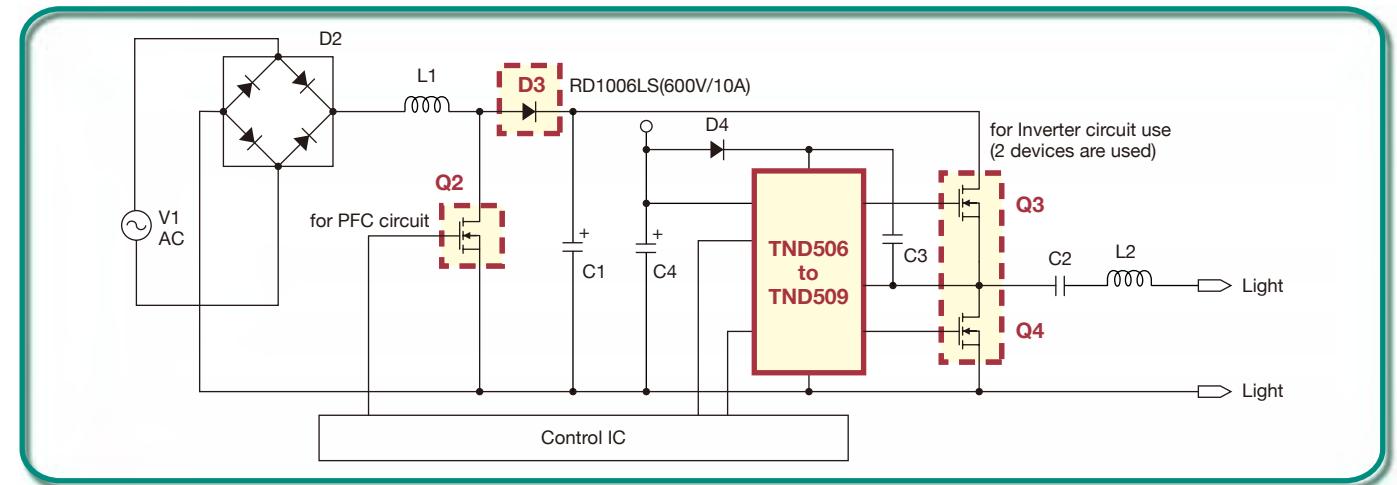 D2
L1
D3
RD1006LS(600V/10A)
D4
for Inverter circuit use
(2 devices are used)
Q2
Q3
for PFC circuit
V1
AC
+
C1
+
C4
TND506
to
TND509
C3
C2
L2
Light
Q4
Light
Control IC